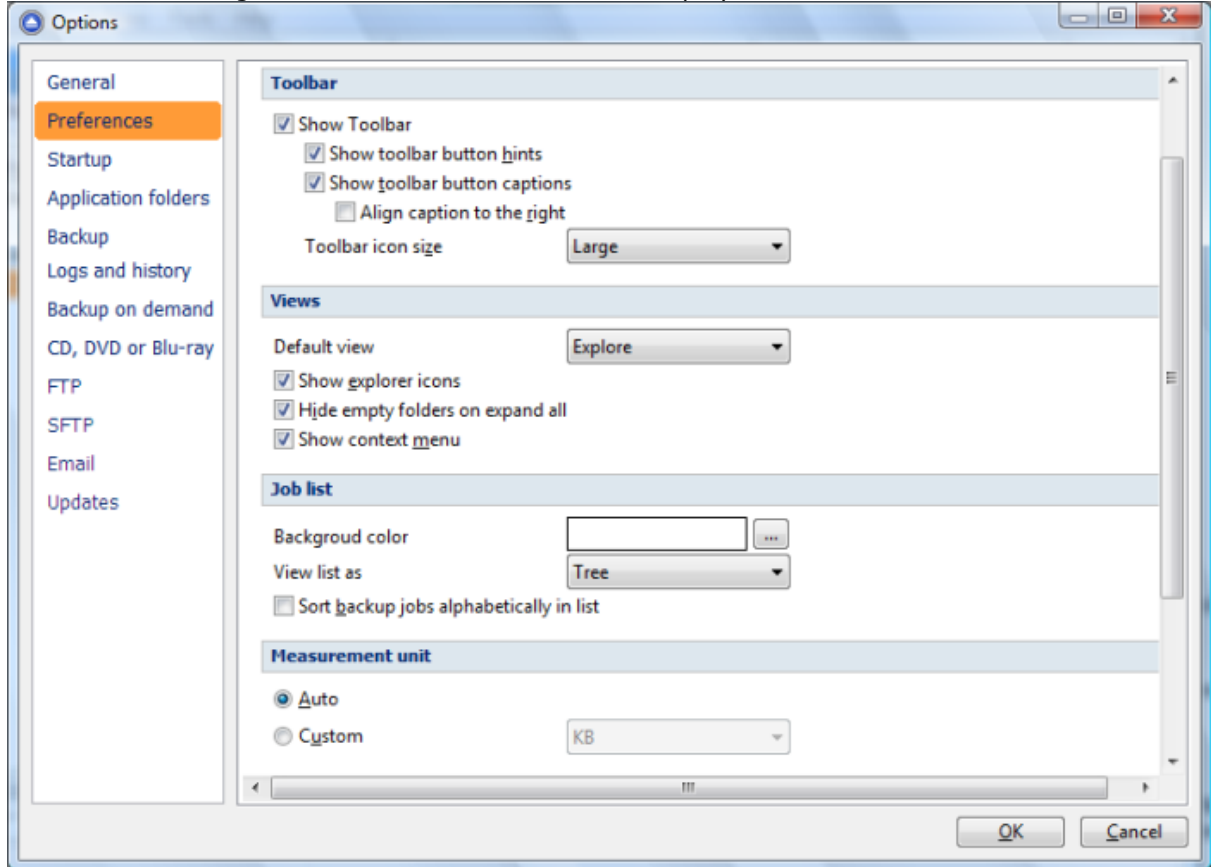 Options
General
Preferences
Startup
Application folders
Backup
Logs and history
Backup on demand
CD, DVD or Blu-ray
FTP
SFTP
Email
Updates
Toolbar
Show Toolbar
Show toolbar button hints
Show toolbar button captions
Align caption to the right
Toolbar icon size Large
Views
Default view Explore
Show explorer icons
Hide empty folders on expand all
Show context menu
Job list
Backgroud color ...
View list as Tree
Sort backup jobs alphabetically in list
Measurement unit
Auto
Custom KB
OK Cancel